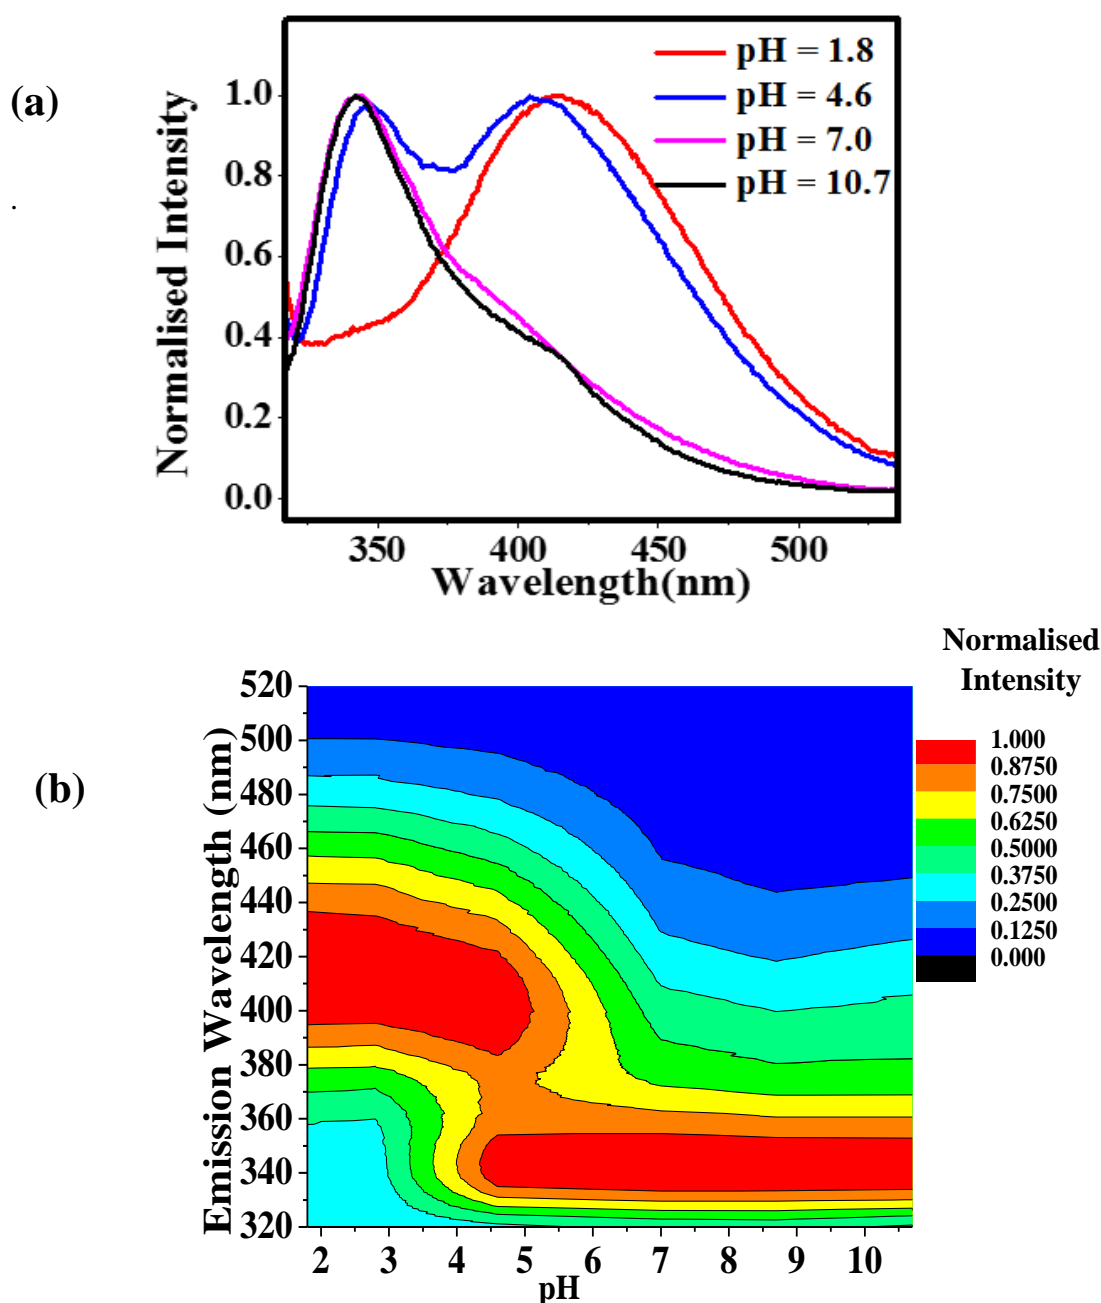 (a)
.
Normalised Intensity
1.0
0.8
0.6
0.4
0.2
0.0
pH = 1.8
pH = 4.6
pH = 7.0
pH = 10.7
350 400 450 500
Wavelength(nm)
(b)
Emission Wavelength (nm)
520
500
480
460
440
420
400
380
360
340
320
2 3 4 5 6 7 8 9 10
pH
Normalised
Intensity
1.000
0.8750
0.7500
0.6250
0.5000
0.3750
0.2500
0.1250
0.000